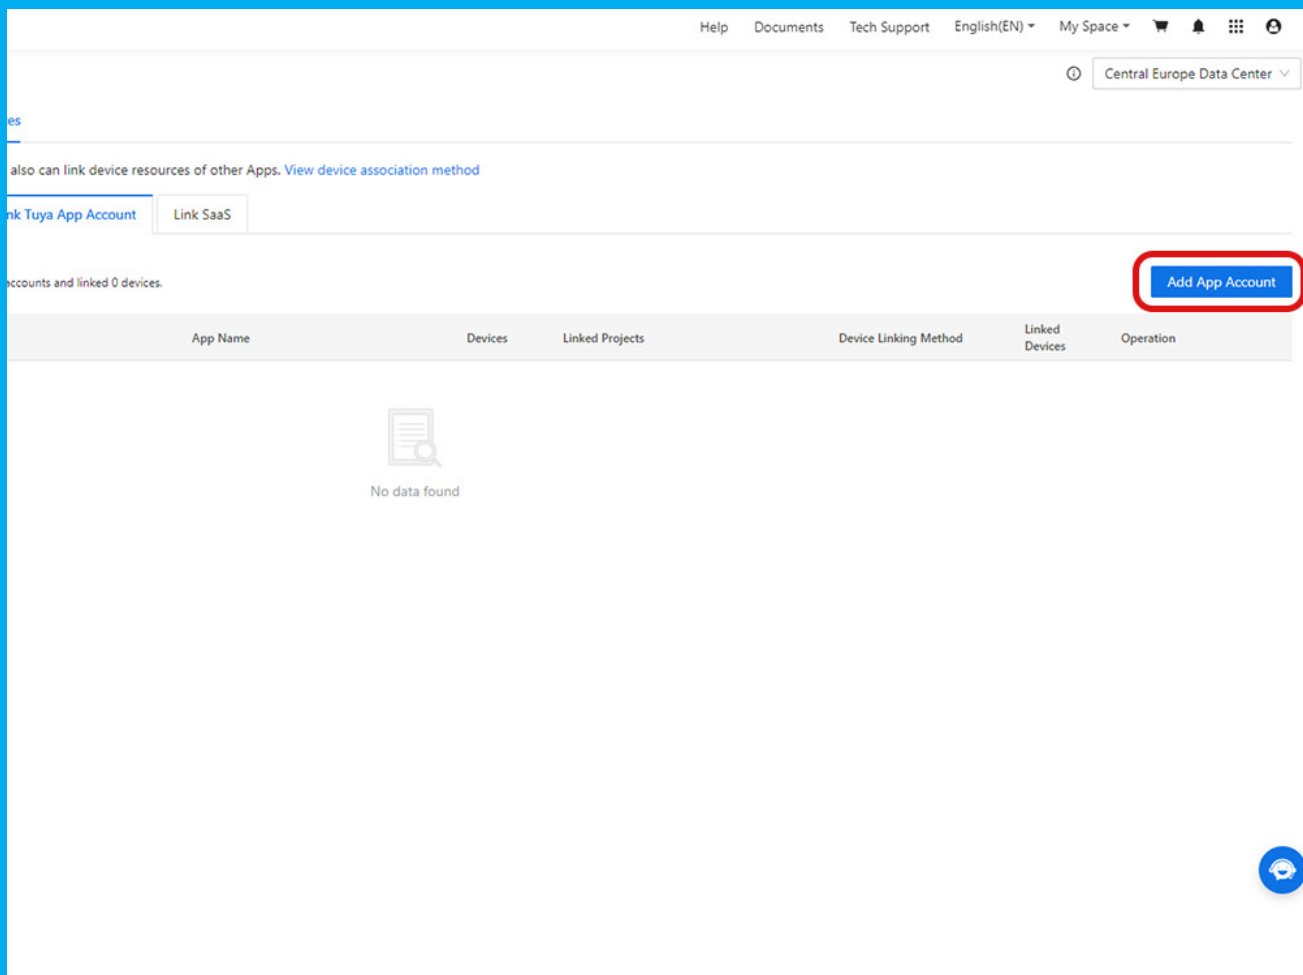 Help Documents Tech Support English(EN) My Space
Central Europe Data Center
es
also can link device resources of other Apps. View device association method
nk Tuya App Account Link SaaS
accounts and linked 0 devices.
Add App Account
App Name Devices Linked Projects Device Linking Method Linked Devices Operation
No data found